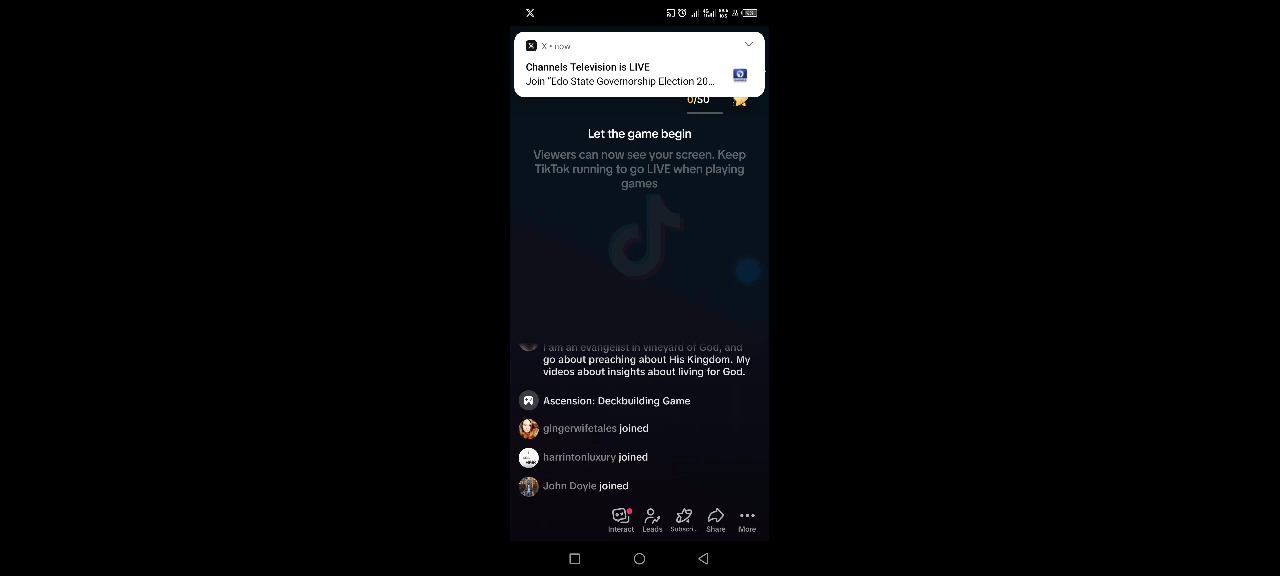 X • now
Channels Television is LIVE
Join "Edo State Governorship Election 20...
0/50
Let the game begin
Viewers can now see your screen. Keep
TikTok running to go LIVE when playing
games
I am an evangelist in vineyard of God, and
go about preaching about His Kingdom. My
videos about insights about living for God.
Ascension: Deckbuilding Game
gingerwifetales joined
harrintonluxury joined
John Doyle joined
Interact Leads Subscri... Share More